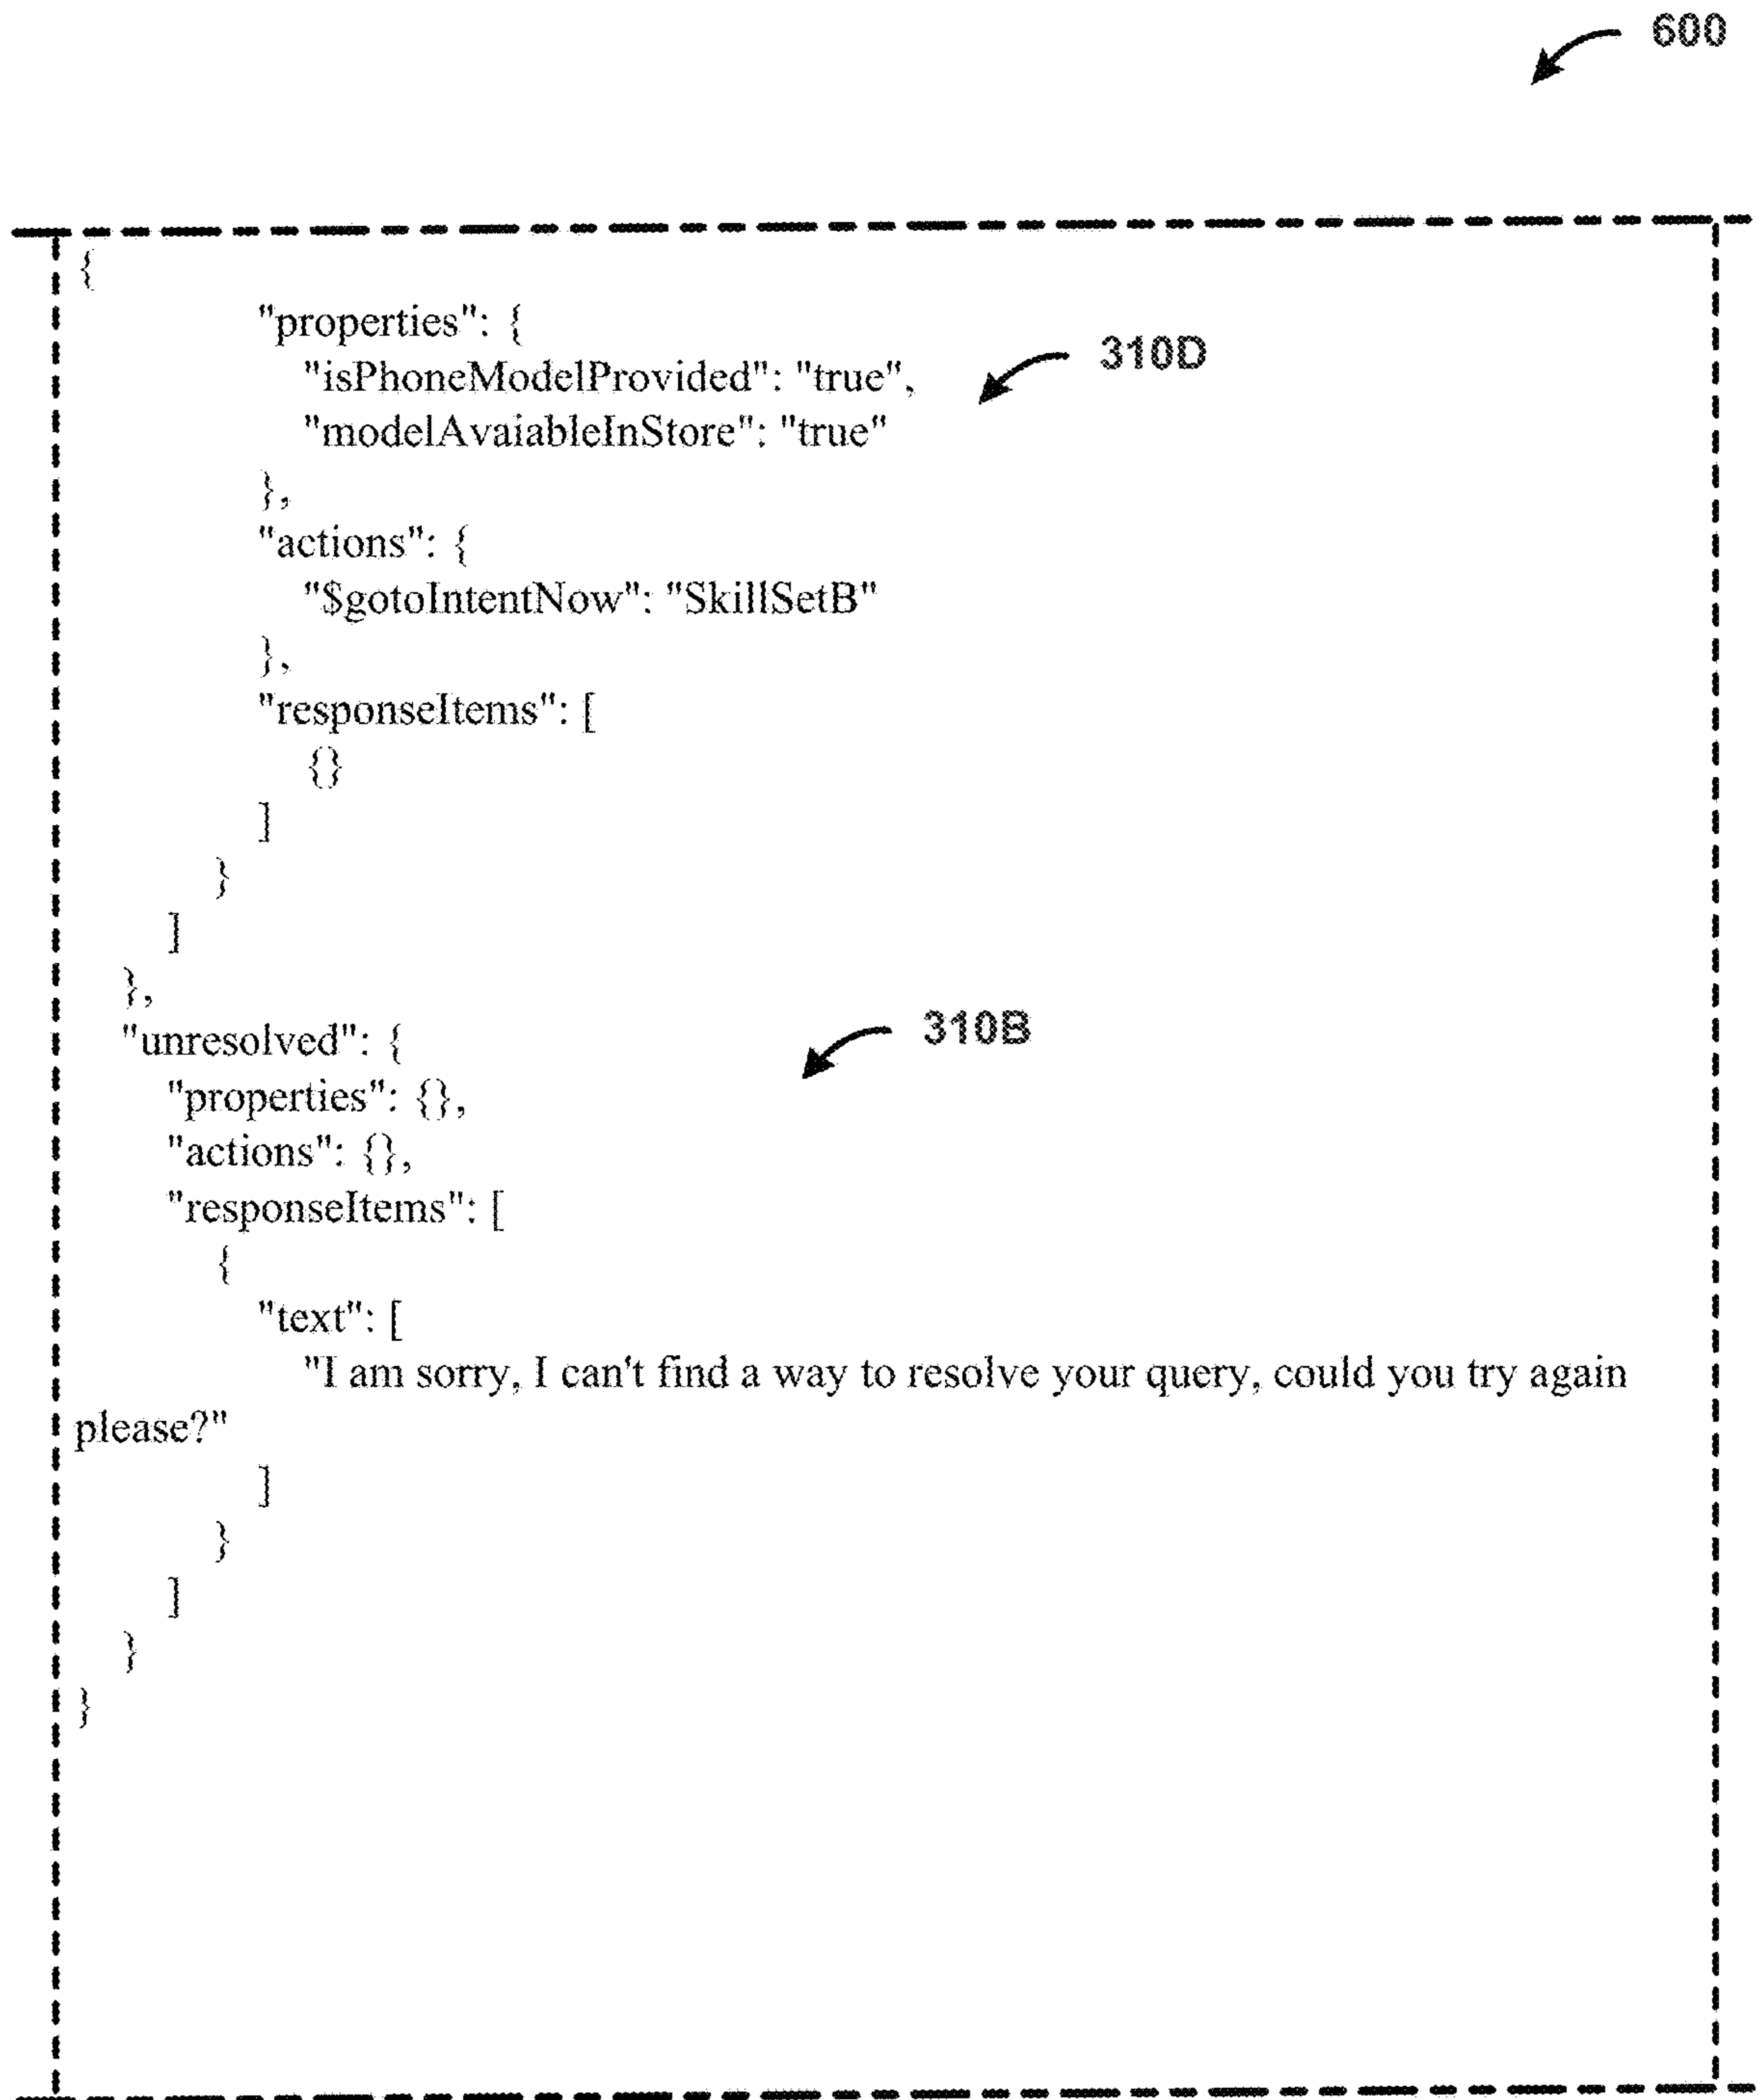 600
{
"properties": {
"isPhoneModelProvided": "true",
310D
"modelAvaiableInStore": "true"
},
"actions": {
"$gotoIntentNow": "SkillSetB"
},
"responseItems": [
{}
]
}
]
},
"unresolved": {
310B
"properties": {},
"actions": {},
"responseItems": [
{
"text": [
"I am sorry, I can't find a way to resolve your query, could you try again
please?"
]
}
]
}
}